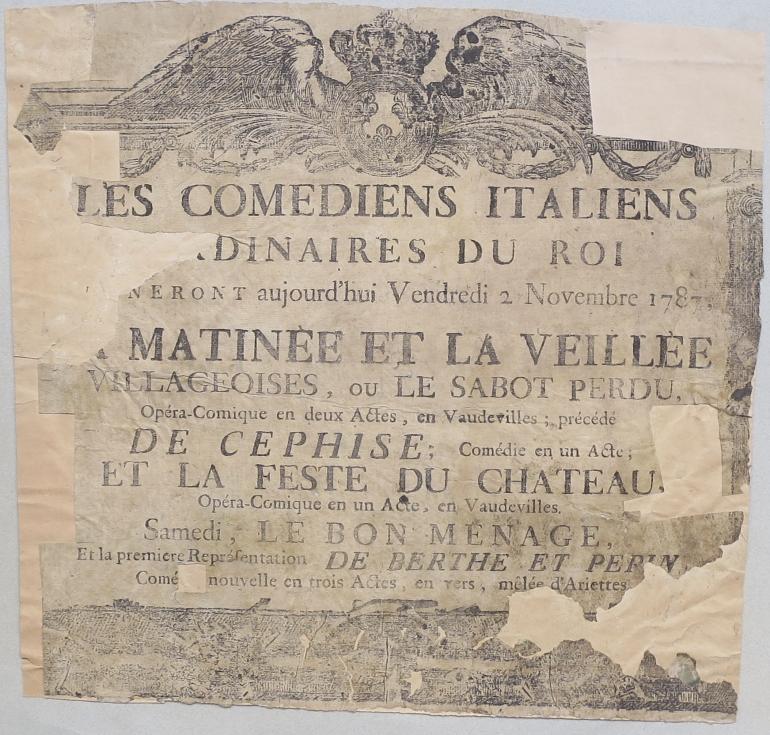 LES COMEDIENS ITALIENS
DINAIRES DU ROI
NERONT aujourd'hui Vendredi 2 Novembre 1787,
MATINÉE ET LA VEILLÉE
VILLAGEOISES, OU LE SABOT PERDU,
Opéra-Comique en deux Actes, en Vaudevilles; précédé
DE CEPHISE; Comédie en un Acte;
ET LA FESTE DU CHATEAU,
Opéra-Comique en un Acte, en Vaudevilles.
Samedi, LE BON MÉNAGE,
Et la premiere Représentation DE BERTHE ET PEPIN,
Comé nouvelle en trois Actes, en vers, mêlée d'Ariettes